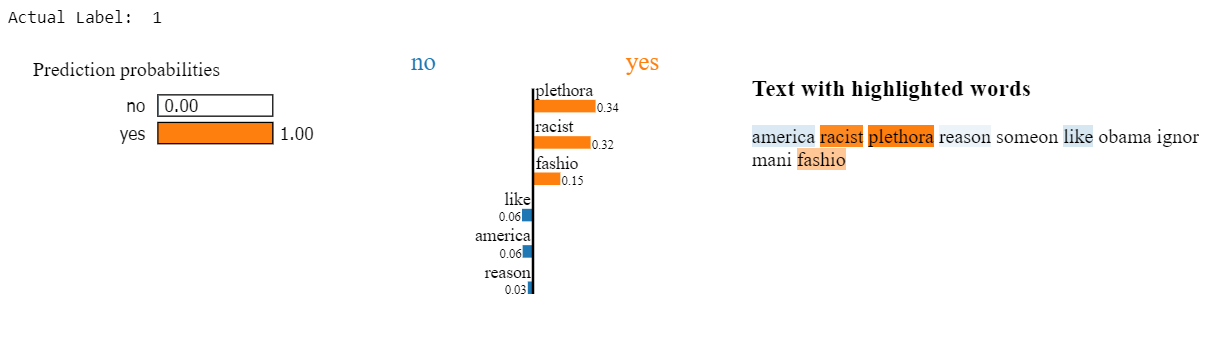 Actual Label:  1
Prediction probabilities
no 0.00
yes 1.00
no yes
plethora
0.34
racist
0.32
fashio
0.15
like
0.06
america
0.06
reason
0.03
Text with highlighted words
america racist plethora reason someon like obama ignor
mani fashio